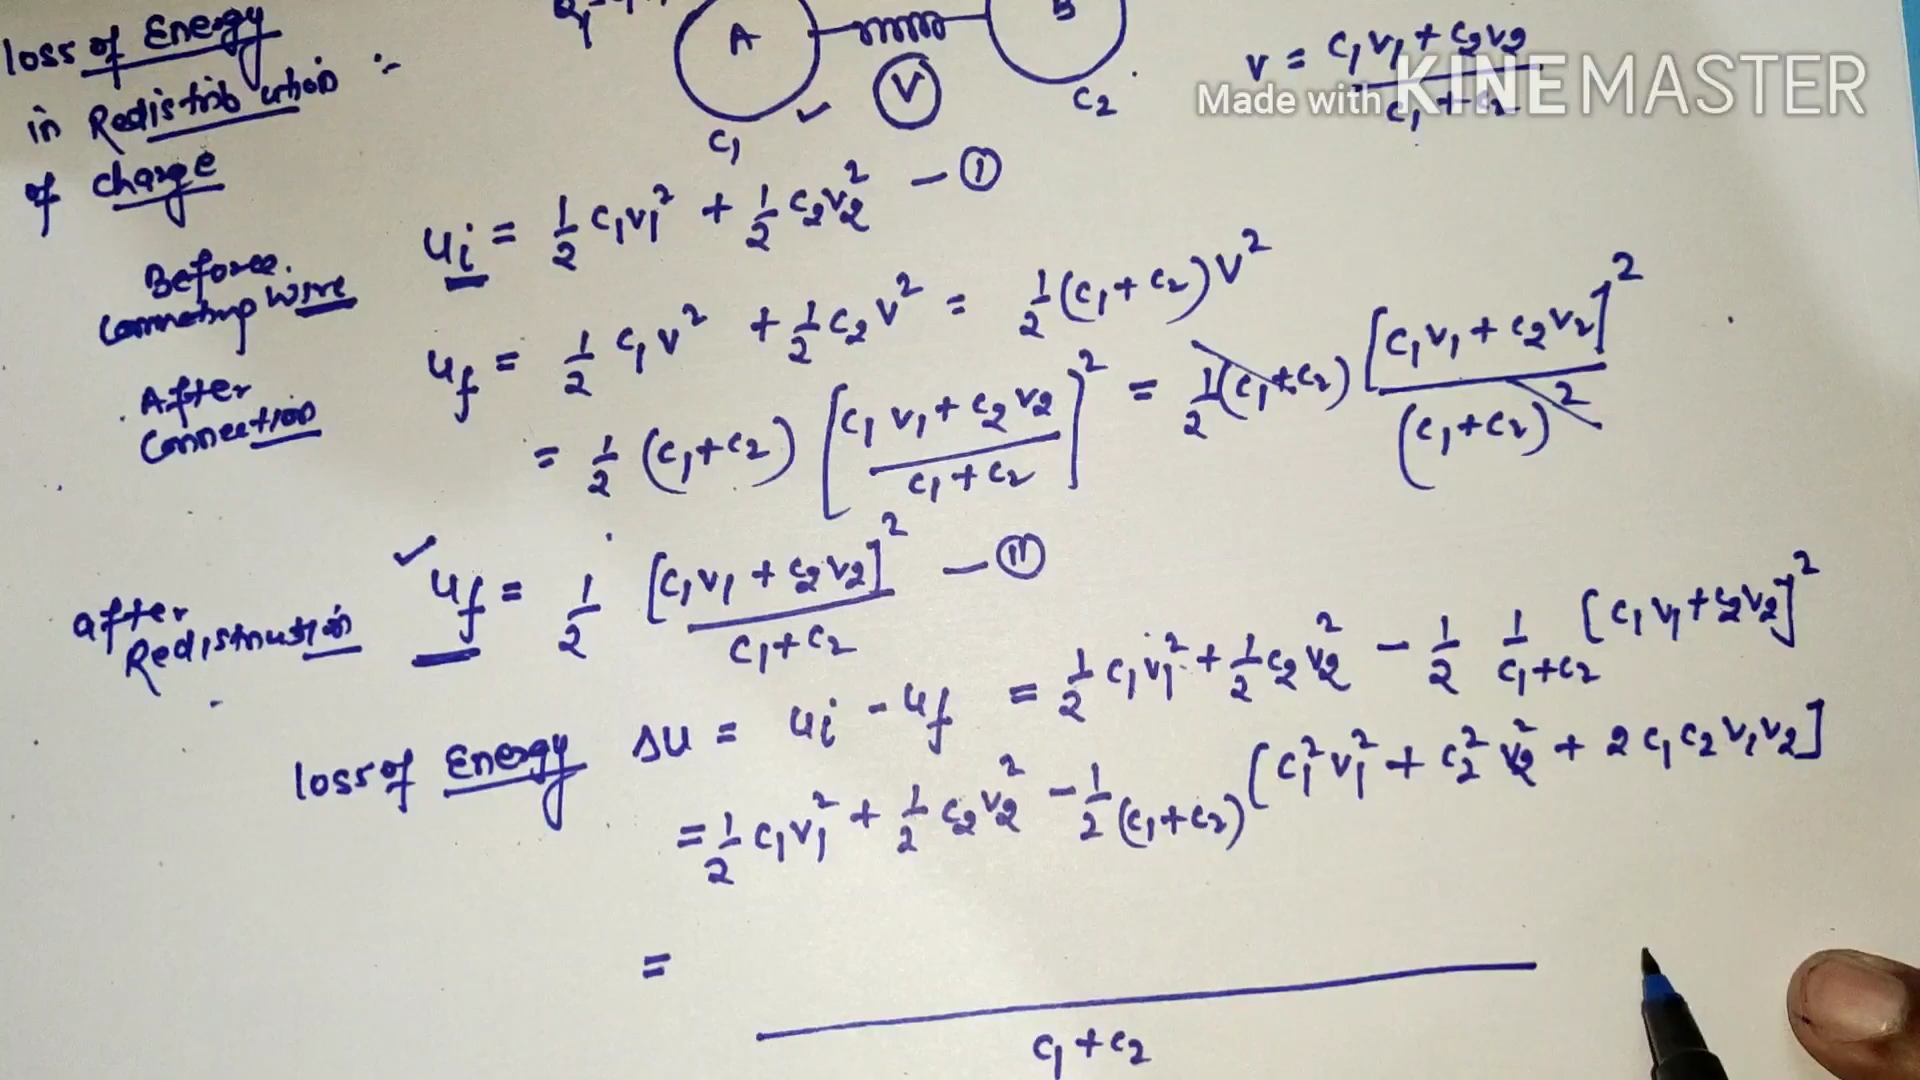 loss of Energy
in Redistribution :-
of charge
A B
V
C₁ C₂
V = C₁V₁ + C₂V₂ / C₁ + C₂
Made with KINEMASTER
Before
connecting wire
Uᵢ = 1/2 C₁V₁² + 1/2 C₂V₂² — ①
After
connection
U_f = 1/2 C₁V² + 1/2 C₂V² = 1/2 (C₁ + C₂) V²
= 1/2 (C₁+C₂) [C₁V₁ + C₂V₂ / C₁ + C₂]² = 1/2 (C₁+C₂) [C₁V₁ + C₂V₂]² / (C₁+C₂)²
after
Redistrution
✓ U_f = 1/2 [C₁V₁ + C₂V₂]² / C₁+C₂ — ⑪
loss of Energy ΔU = Uᵢ - U_f = 1/2 C₁V₁² + 1/2 C₂V₂² - 1/2 1/C₁+C₂ [C₁V₁ + C₂V₂]²
= 1/2 C₁V₁² + 1/2 C₂V₂² - 1/2 (C₁+C₂) [C₁²V₁² + C₂²V₂² + 2C₁C₂V₁V₂]
= / C₁ + C₂